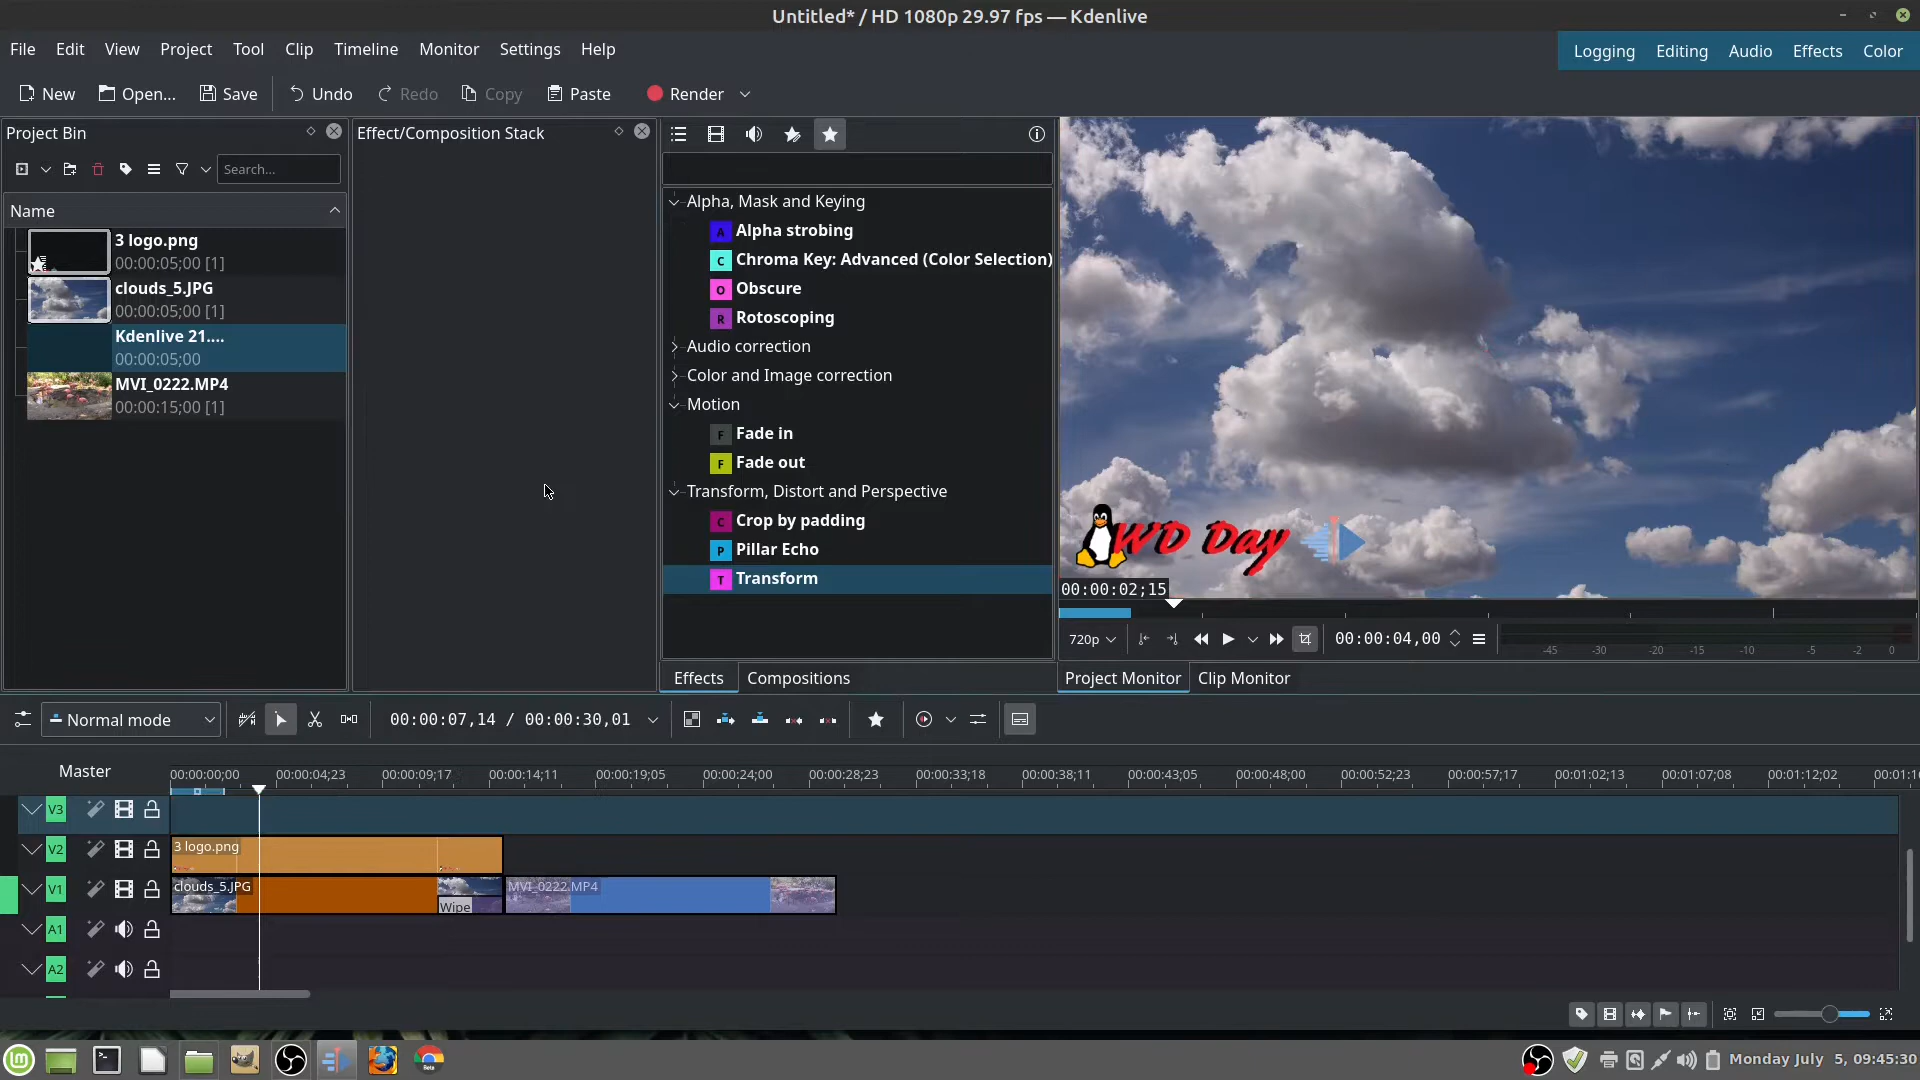 Untitled* / HD 1080p 29.97 fps — Kdenlive
File Edit View Project Tool Clip Timeline Monitor Settings Help
Logging Editing Audio Effects Color
New Open... Save Undo Redo Copy Paste Render
Project Bin
Search...
Name
3 logo.png
00:00:05;00 [1]
clouds_5.JPG
00:00:05;00 [1]
Kdenlive 21....
00:00:05;00
MVI_0222.MP4
00:00:15;00 [1]
Effect/Composition Stack
Alpha, Mask and Keying
A Alpha strobing
C Chroma Key: Advanced (Color Selection)
O Obscure
R Rotoscoping
Audio correction
Color and Image correction
Motion
F Fade in
F Fade out
Transform, Distort and Perspective
C Crop by padding
P Pillar Echo
T Transform
Effects Compositions
WD Day
00:00:02;15
720p
00:00:04,00
-45 -30 -20 -15 -10 -5 -2 0
Project Monitor Clip Monitor
Normal mode
00:00:07,14 / 00:00:30,01
Master
00:00:00;00 00:00:04;23 00:00:09;17 00:00:14;11 00:00:19;05 00:00:24;00 00:00:28;23 00:00:33;18 00:00:38;11 00:00:43;05 00:00:48;00 00:00:52;23 00:00:57;17 00:01:02;13 00:01:07;08 00:01:12;02 00:01:1
V3
V2
3 logo.png
V1
clouds_5.JPG
Wipe
MVI_0222.MP4
A1
A2
Monday July 5, 09:45:30